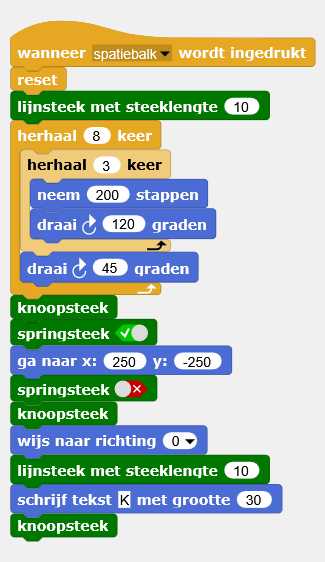 wanneer spatiebalk wordt ingedrukt
reset
lijnsteek met steeklengte 10
herhaal 8 keer
herhaal 3 keer
neem 200 stappen
draai 120 graden
draai 45 graden
knoopsteek
springsteek
ga naar x: 250 y: -250
springsteek
knoopsteek
wijs naar richting 0
lijnsteek met steeklengte 10
schrijf tekst K met grootte 30
knoopsteek